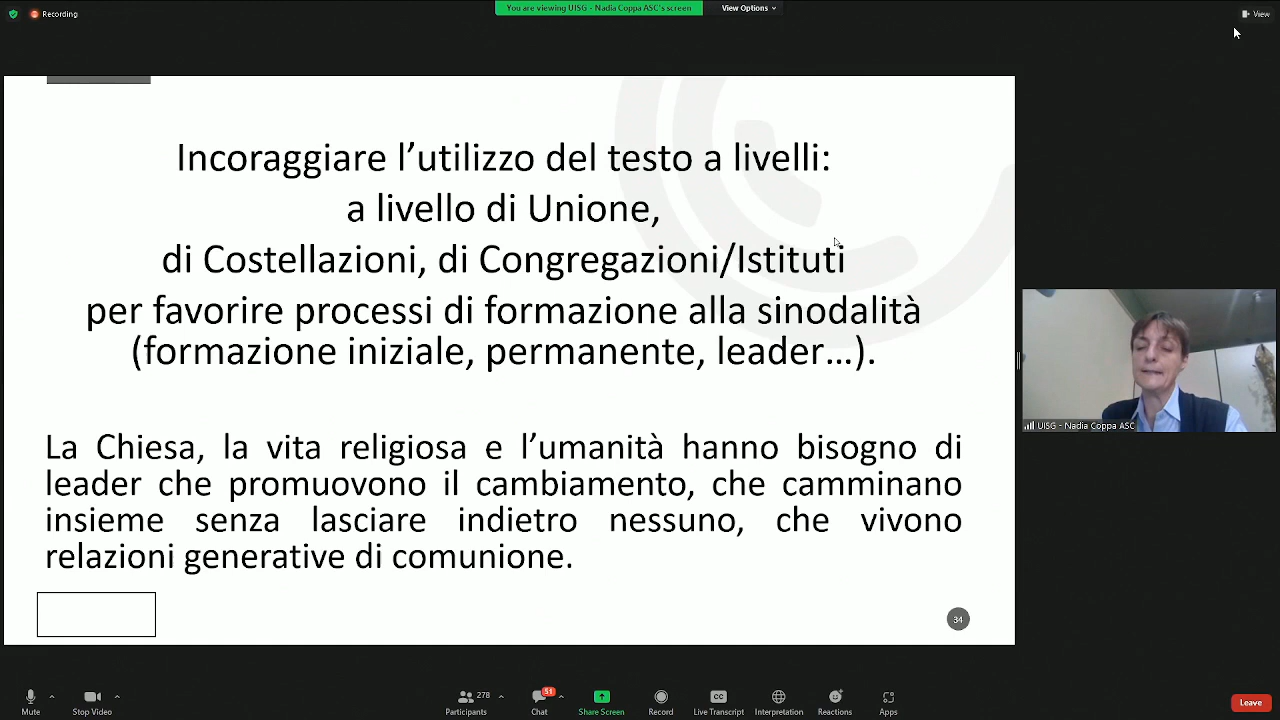 Recording
You are viewing UISG - Nadia Coppa ASC's screen
View Options
View
Incoraggiare l’utilizzo del testo a livelli:
a livello di Unione,
di Costellazioni, di Congregazioni/Istituti
per favorire processi di formazione alla sinodalità
(formazione iniziale, permanente, leader…).
La Chiesa, la vita religiosa e l’umanità hanno bisogno di
leader che promuovono il cambiamento, che camminano
insieme senza lasciare indietro nessuno, che vivono
relazioni generative di comunione.
34
UISG - Nadia Coppa ASC
Mute
Stop Video
278
Participants
51
Chat
Share Screen
Record
CC
Live Transcript
Interpretation
Reactions
Apps
Leave